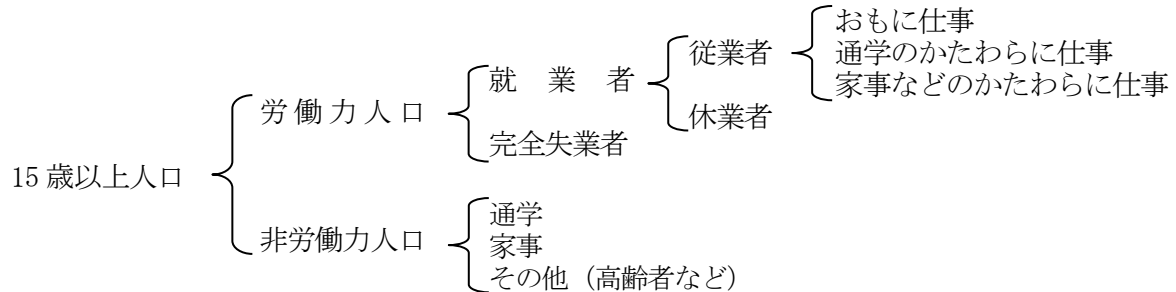 15 歳以上人口
労働力人口
就業者
従業者
おもに仕事
通学のかたわらに仕事
家事などのかたわらに仕事
休業者
完全失業者
非労働力人口
通学
家事
その他（高齢者など）